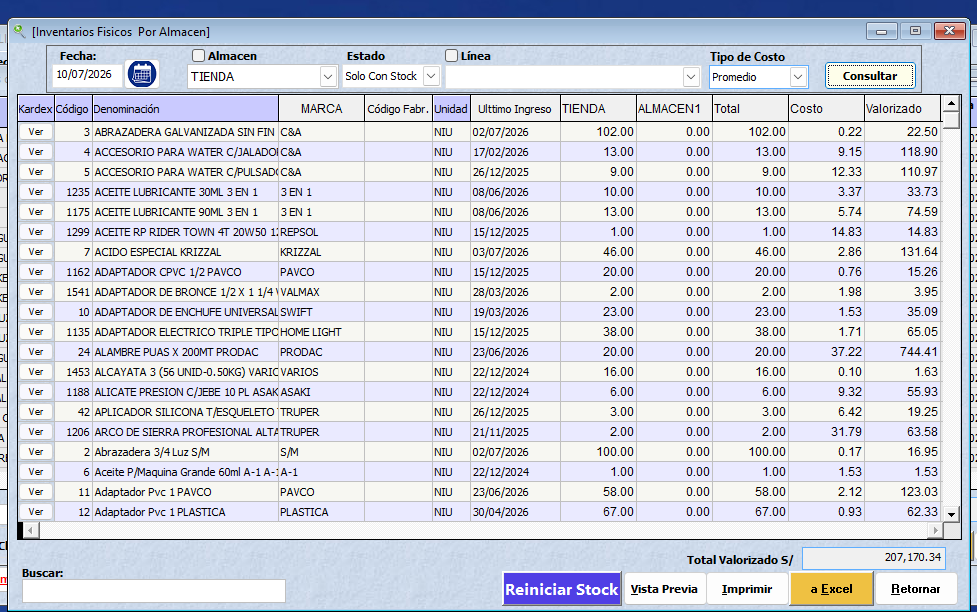 [Inventarios Fisicos Por Almacen]
Fecha: Almacen Estado Línea Tipo de Costo
10/07/2026 TIENDA Solo Con Stock Promedio Consultar
Kardex Código Denominación MARCA Código Fabr. Unidad Ulttimo Ingreso TIENDA ALMACEN1 Total Costo Valorizado
Ver 3 ABRAZADERA GALVANIZADA SIN FIN C&A NIU 02/07/2026 102.00 0.00 102.00 0.22 22.50
Ver 4 ACCESORIO PARA WATER C/JALADO C&A NIU 17/02/2026 13.00 0.00 13.00 9.15 118.90
Ver 5 ACCESORIO PARA WATER C/PULSAD C&A NIU 26/12/2025 9.00 0.00 9.00 12.33 110.97
Ver 1235 ACEITE LUBRICANTE 30ML 3 EN 1 3 EN 1 NIU 08/06/2026 10.00 0.00 10.00 3.37 33.73
Ver 1175 ACEITE LUBRICANTE 90ML 3 EN 1 3 EN 1 NIU 08/06/2026 13.00 0.00 13.00 5.74 74.59
Ver 1299 ACEITE RP RIDER TOWN 4T 20W50 1 REPSOL NIU 15/12/2025 1.00 0.00 1.00 14.83 14.83
Ver 7 ACIDO ESPECIAL KRIZZAL KRIZZAL NIU 03/07/2026 46.00 0.00 46.00 2.86 131.64
Ver 1162 ADAPTADOR CPVC 1/2 PAVCO PAVCO NIU 15/12/2025 20.00 0.00 20.00 0.76 15.26
Ver 1541 ADAPTADOR DE BRONCE 1/2 X 1 1/4 VALMAX NIU 28/03/2026 2.00 0.00 2.00 1.98 3.95
Ver 10 ADAPTADOR DE ENCHUFE UNIVERSAL SWIFT NIU 19/03/2026 23.00 0.00 23.00 1.53 35.09
Ver 1135 ADAPTADOR ELECTRICO TRIPLE TIPO HOME LIGHT NIU 15/12/2025 38.00 0.00 38.00 1.71 65.05
Ver 24 ALAMBRE PUAS X 200MT PRODAC PRODAC NIU 23/06/2026 20.00 0.00 20.00 37.22 744.41
Ver 1453 ALCAYATA 3 (56 UNID-0.50KG) VARIO VARIOS NIU 22/12/2024 16.00 0.00 16.00 0.10 1.63
Ver 1188 ALICATE PRESION C/JEBE 10 PL ASAK ASAKI NIU 22/12/2024 6.00 0.00 6.00 9.32 55.93
Ver 42 APLICADOR SILICONA T/ESQUELETO TRUPER NIU 26/12/2025 3.00 0.00 3.00 6.42 19.25
Ver 1206 ARCO DE SIERRA PROFESIONAL ALTA TRUPER NIU 21/11/2025 2.00 0.00 2.00 31.79 63.58
Ver 2 Abrazadera 3/4 Luz S/M S/M NIU 02/07/2026 100.00 0.00 100.00 0.17 16.95
Ver 6 Aceite P/Maquina Grande 60ml A-1 A-1 NIU 22/12/2024 1.00 0.00 1.00 1.53 1.53
Ver 11 Adaptador Pvc 1 PAVCO PAVCO NIU 23/06/2026 58.00 0.00 58.00 2.12 123.03
Ver 12 Adaptador Pvc 1 PLASTICA PLASTICA NIU 30/04/2026 67.00 0.00 67.00 0.93 62.33
Total Valorizado S/ 207,170.34
Buscar:
Reiniciar Stock Vista Previa Imprimir a Excel Retornar